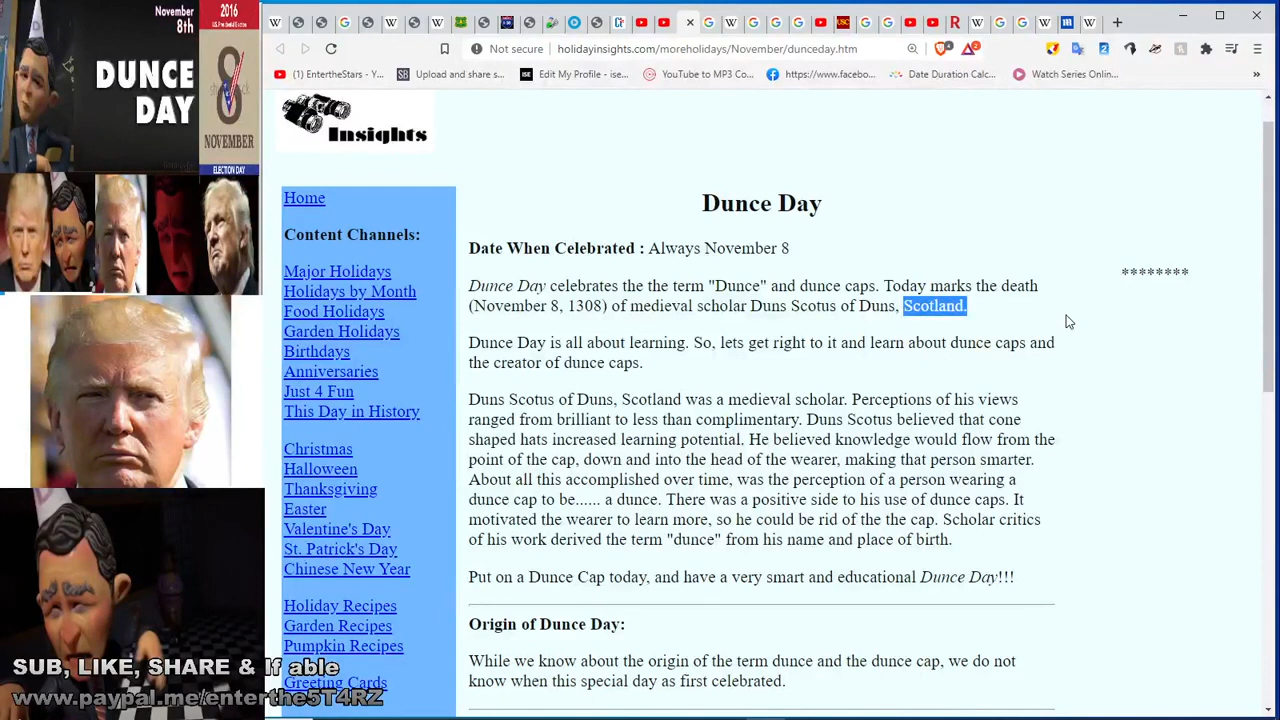 November
8th
DUNCE
DAY
2016
8
NOVEMBER
ELECTION DAY
SUB, LIKE, SHARE & If able
www.paypal.me/enterthe5T4RZ
Not secure
holidayinsights.com/moreholidays/November/dunceday.htm
4
2
(1) EntertheStars - Y...
Upload and share s...
Edit My Profile - ise...
YouTube to MP3 Co...
https://www.facebo...
Date Duration Calc...
Watch Series Onlin...
Insights
Home
Content Channels:
Major Holidays
Holidays by Month
Food Holidays
Garden Holidays
Birthdays
Anniversaries
Just 4 Fun
This Day in History
Christmas
Halloween
Thanksgiving
Easter
Valentine's Day
St. Patrick's Day
Chinese New Year
Holiday Recipes
Garden Recipes
Pumpkin Recipes
Greeting Cards
Dunce Day
Date When Celebrated : Always November 8
Dunce Day celebrates the the term "Dunce" and dunce caps. Today marks the death
(November 8, 1308) of medieval scholar Duns Scotus of Duns, Scotland.
Dunce Day is all about learning. So, lets get right to it and learn about dunce caps and
the creator of dunce caps.
Duns Scotus of Duns, Scotland was a medieval scholar. Perceptions of his views
ranged from brilliant to less than complimentary. Duns Scotus believed that cone
shaped hats increased learning potential. He believed knowledge would flow from the
point of the cap, down and into the head of the wearer, making that person smarter.
About all this accomplished over time, was the perception of a person wearing a
dunce cap to be...... a dunce. There was a positive side to his use of dunce caps. It
motivated the wearer to learn more, so he could be rid of the the cap. Scholar critics
of his work derived the term "dunce" from his name and place of birth.
Put on a Dunce Cap today, and have a very smart and educational Dunce Day!!!
Origin of Dunce Day:
While we know about the origin of the term dunce and the dunce cap, we do not
know when this special day as first celebrated.
********